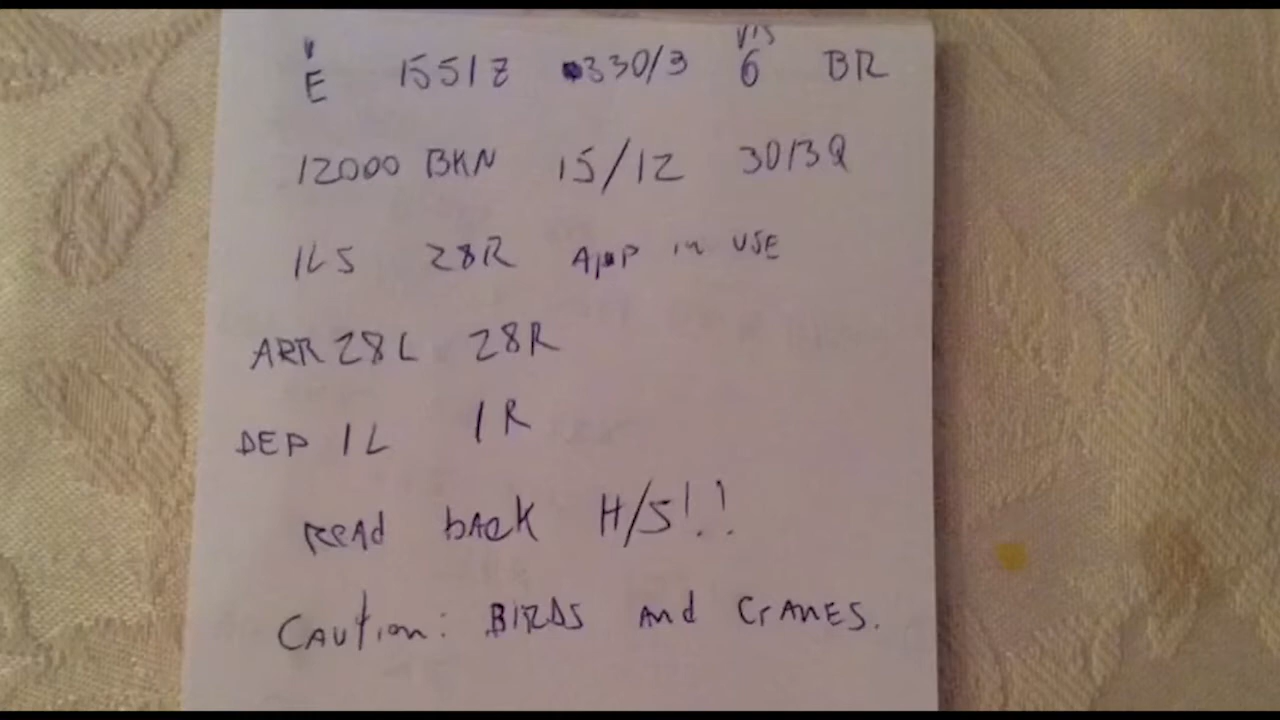 E 1551Z 330/3 VIS 6 BR
12000 BKN 15/12 3013Q
ILS 28R APP in USE
ARR 28L 28R
DEP 1L 1R
REAd bAcK H/S!!
CAUtion: BIRDS And CrANES.